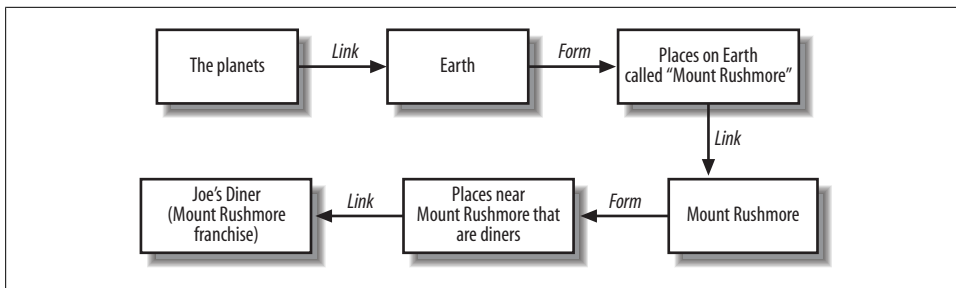 The planets
Link
Earth
Form
Places on Earth
called “Mount Rushmore”
Link
Mount Rushmore
Form
Places near
Mount Rushmore that
are diners
Link
Joe’s Diner
(Mount Rushmore
franchise)